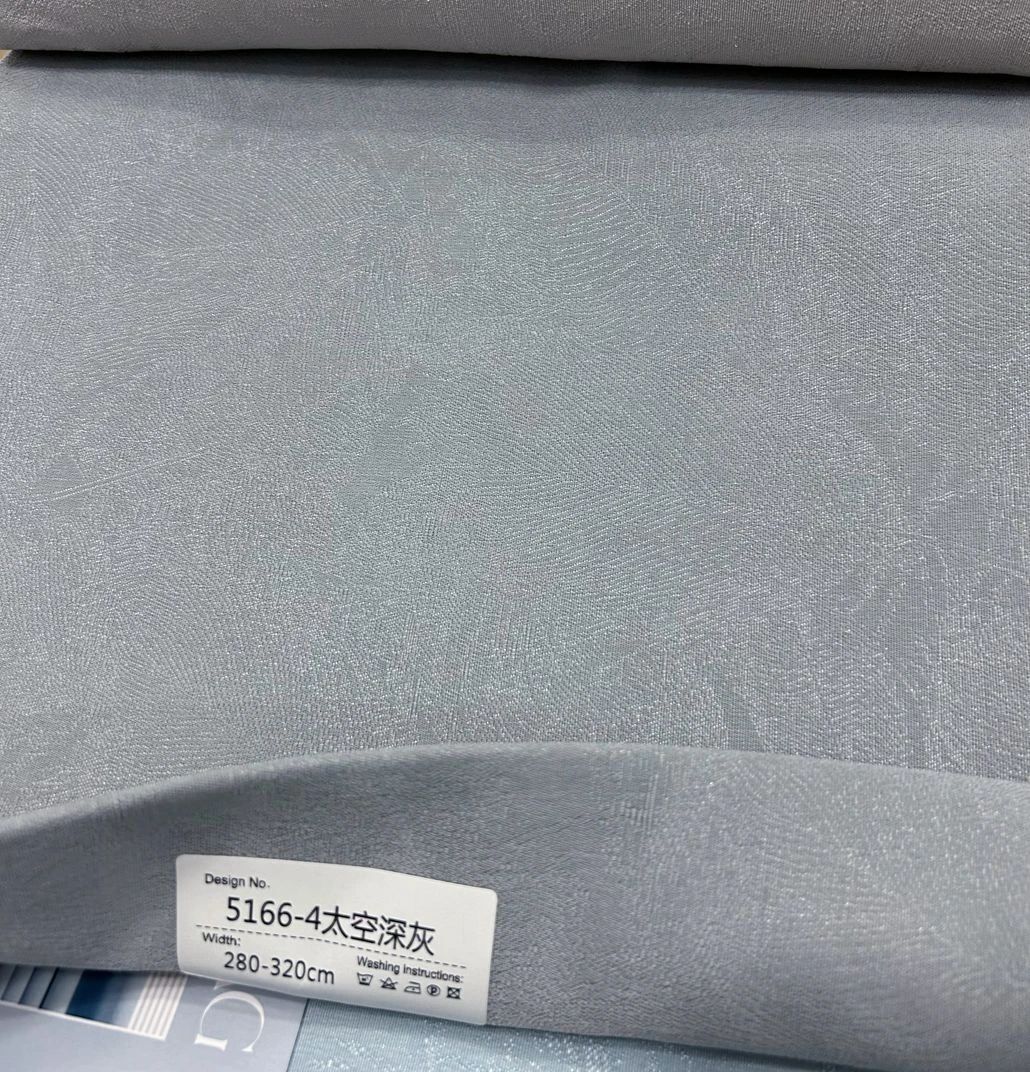 Design No.
5166-4太空深灰
Width:
280-320cm
Washing Instructions: